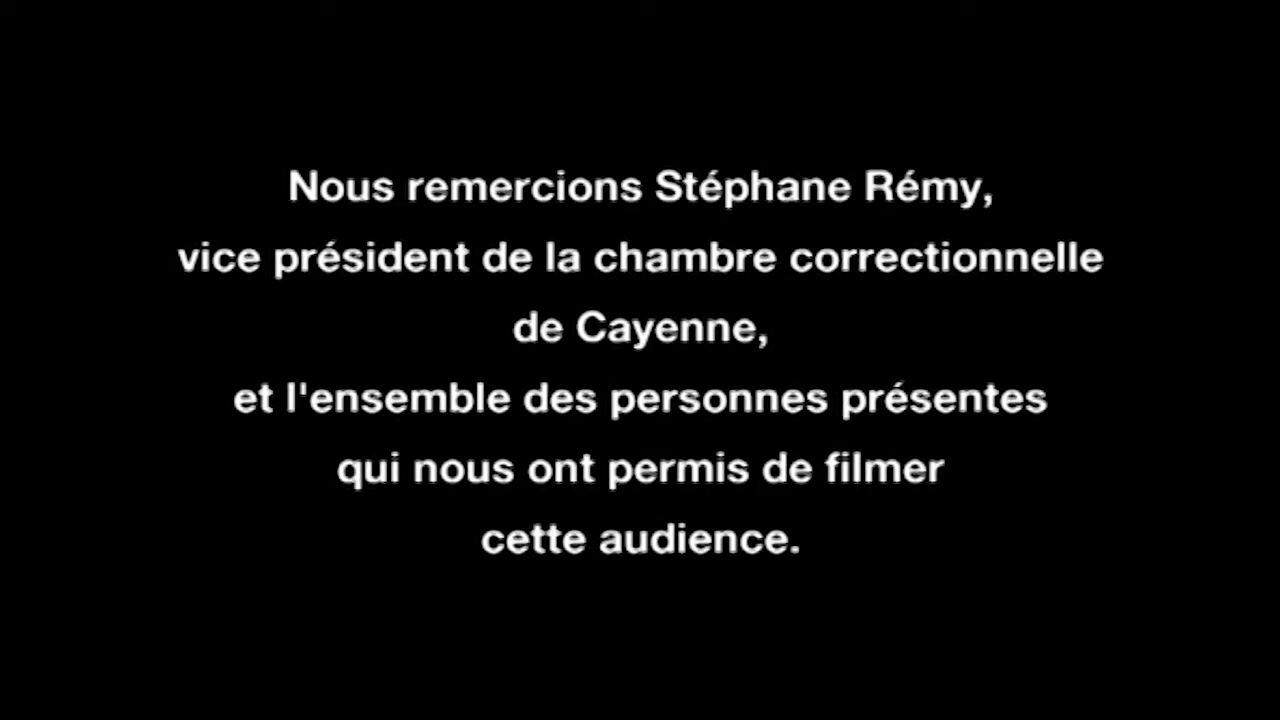 Nous remercions Stéphane Rémy,
vice président de la chambre correctionnelle
de Cayenne,
et l'ensemble des personnes présentes
qui nous ont permis de filmer
cette audience.